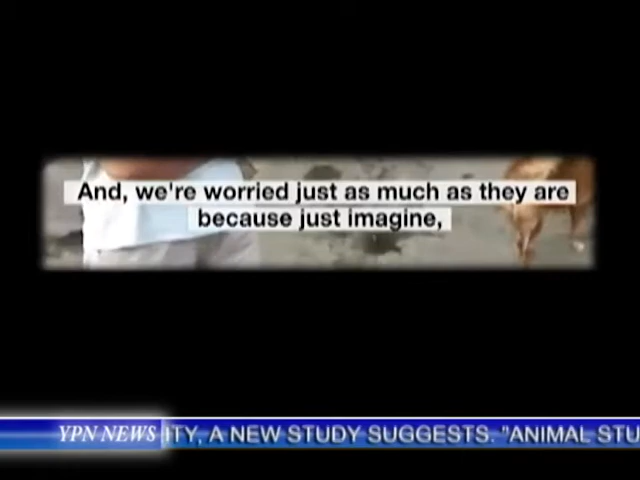 And, we're worried just as much as they are
because just imagine,
YPN NEWS ITY, A NEW STUDY SUGGESTS. "ANIMAL STU